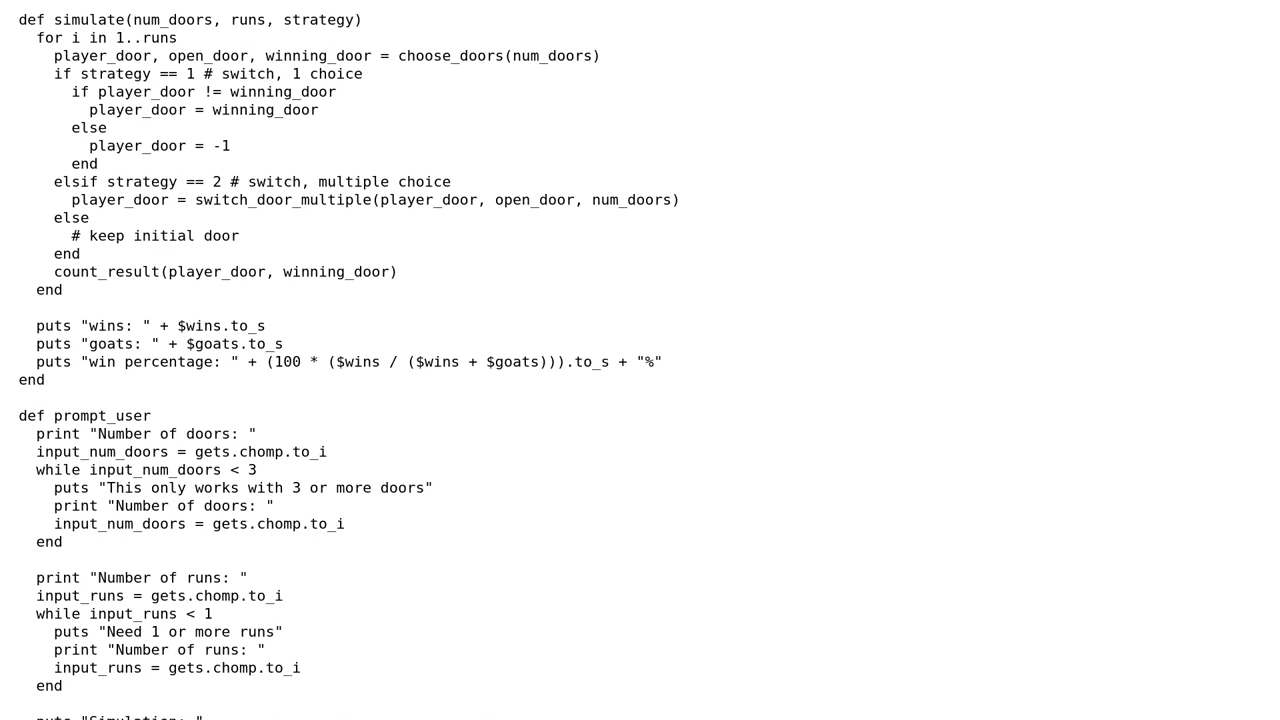 def simulate(num_doors, runs, strategy)
  for i in 1..runs
    player_door, open_door, winning_door = choose_doors(num_doors)
    if strategy == 1 # switch, 1 choice
      if player_door != winning_door
        player_door = winning_door
      else
        player_door = -1
      end
    elsif strategy == 2 # switch, multiple choice
      player_door = switch_door_multiple(player_door, open_door, num_doors)
    else
      # keep initial door
    end
    count_result(player_door, winning_door)
  end

  puts "wins: " + $wins.to_s
  puts "goats: " + $goats.to_s
  puts "win percentage: " + (100 * ($wins / ($wins + $goats))).to_s + "%"
end

def prompt_user
  print "Number of doors: "
  input_num_doors = gets.chomp.to_i
  while input_num_doors < 3
    puts "This only works with 3 or more doors"
    print "Number of doors: "
    input_num_doors = gets.chomp.to_i
  end

  print "Number of runs: "
  input_runs = gets.chomp.to_i
  while input_runs < 1
    puts "Need 1 or more runs"
    print "Number of runs: "
    input_runs = gets.chomp.to_i
  end

  puts "Simulation: "